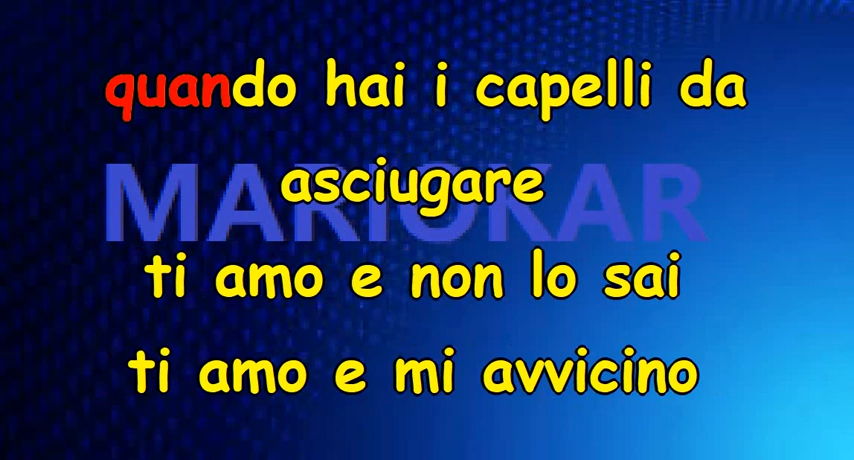 quando hai i capelli da
asciugare
MARIOKAR
ti amo e non lo sai
ti amo e mi avvicino